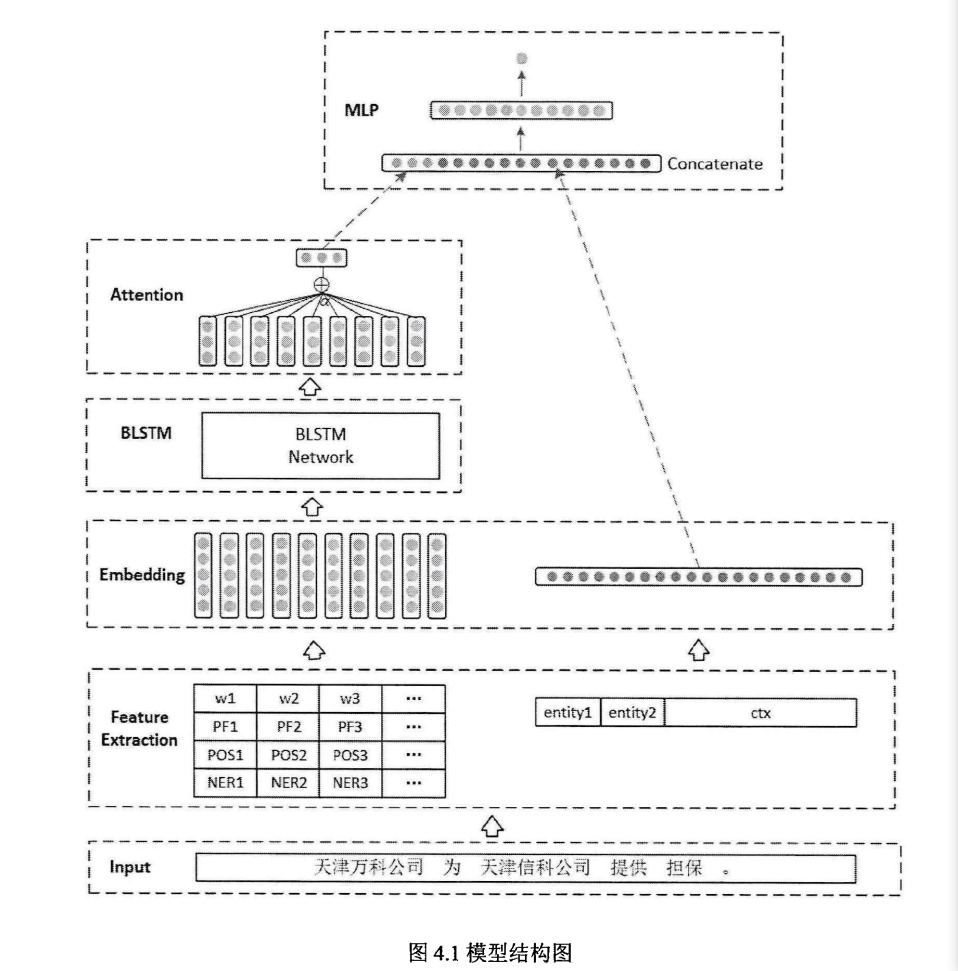 MLP
Concatenate
Attention
α
BLSTM
BLSTM
Network
Embedding
Feature
Extraction
w1 w2 w3 ...
PF1 PF2 PF3 ...
POS1 POS2 POS3 ...
NER1 NER2 NER3 ...
entity1 entity2 ctx
Input
天津万科公司 为 天津信科公司 提供 担保 。
图 4.1 模型结构图